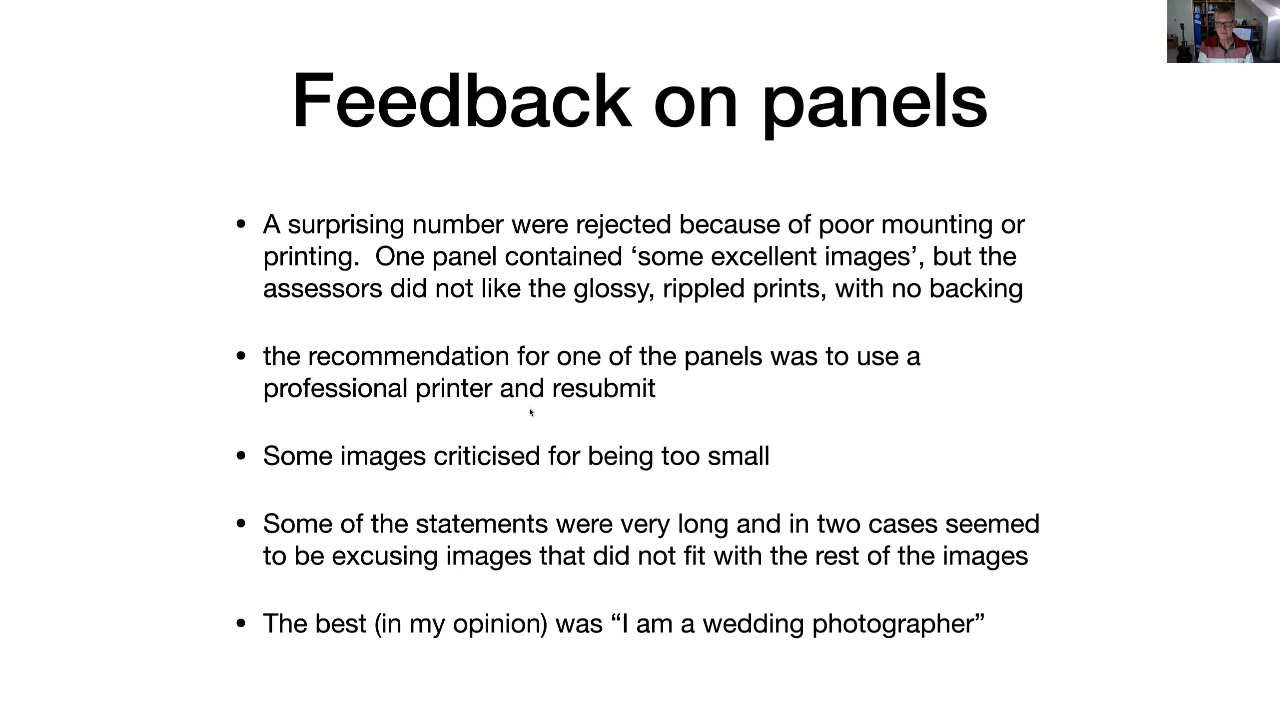 Feedback on panels
• A surprising number were rejected because of poor mounting or
printing.  One panel contained ‘some excellent images’, but the
assessors did not like the glossy, rippled prints, with no backing
• the recommendation for one of the panels was to use a
professional printer and resubmit
• Some images criticised for being too small
• Some of the statements were very long and in two cases seemed
to be excusing images that did not fit with the rest of the images
• The best (in my opinion) was “I am a wedding photographer”